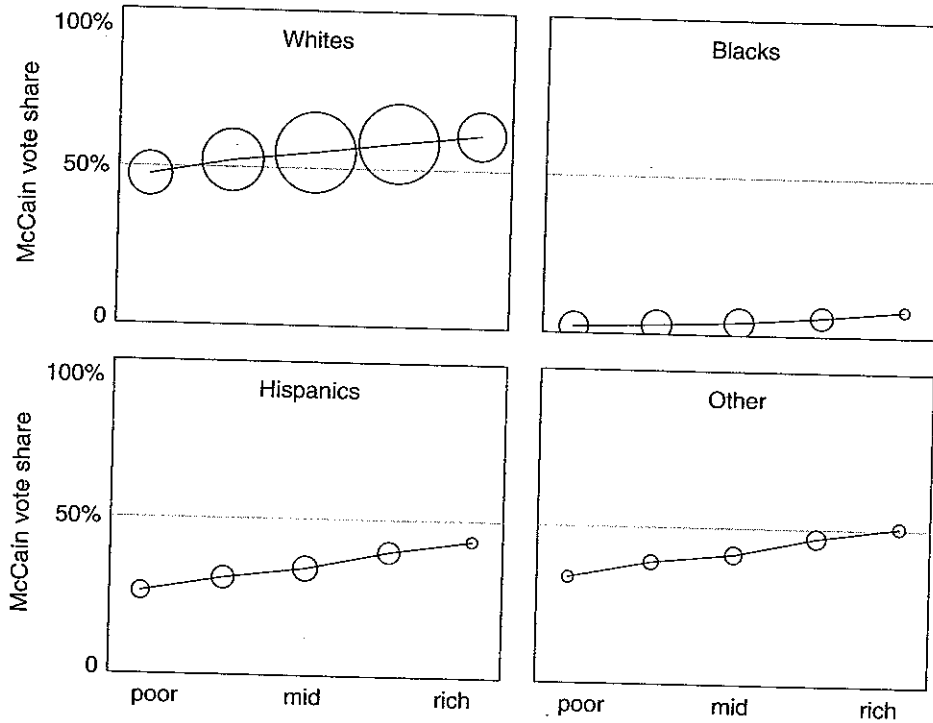 100%
Whites
Blacks
McCain vote share
50%
0
100%
Hispanics
Other
McCain vote share
50%
0
poor mid rich
poor mid rich